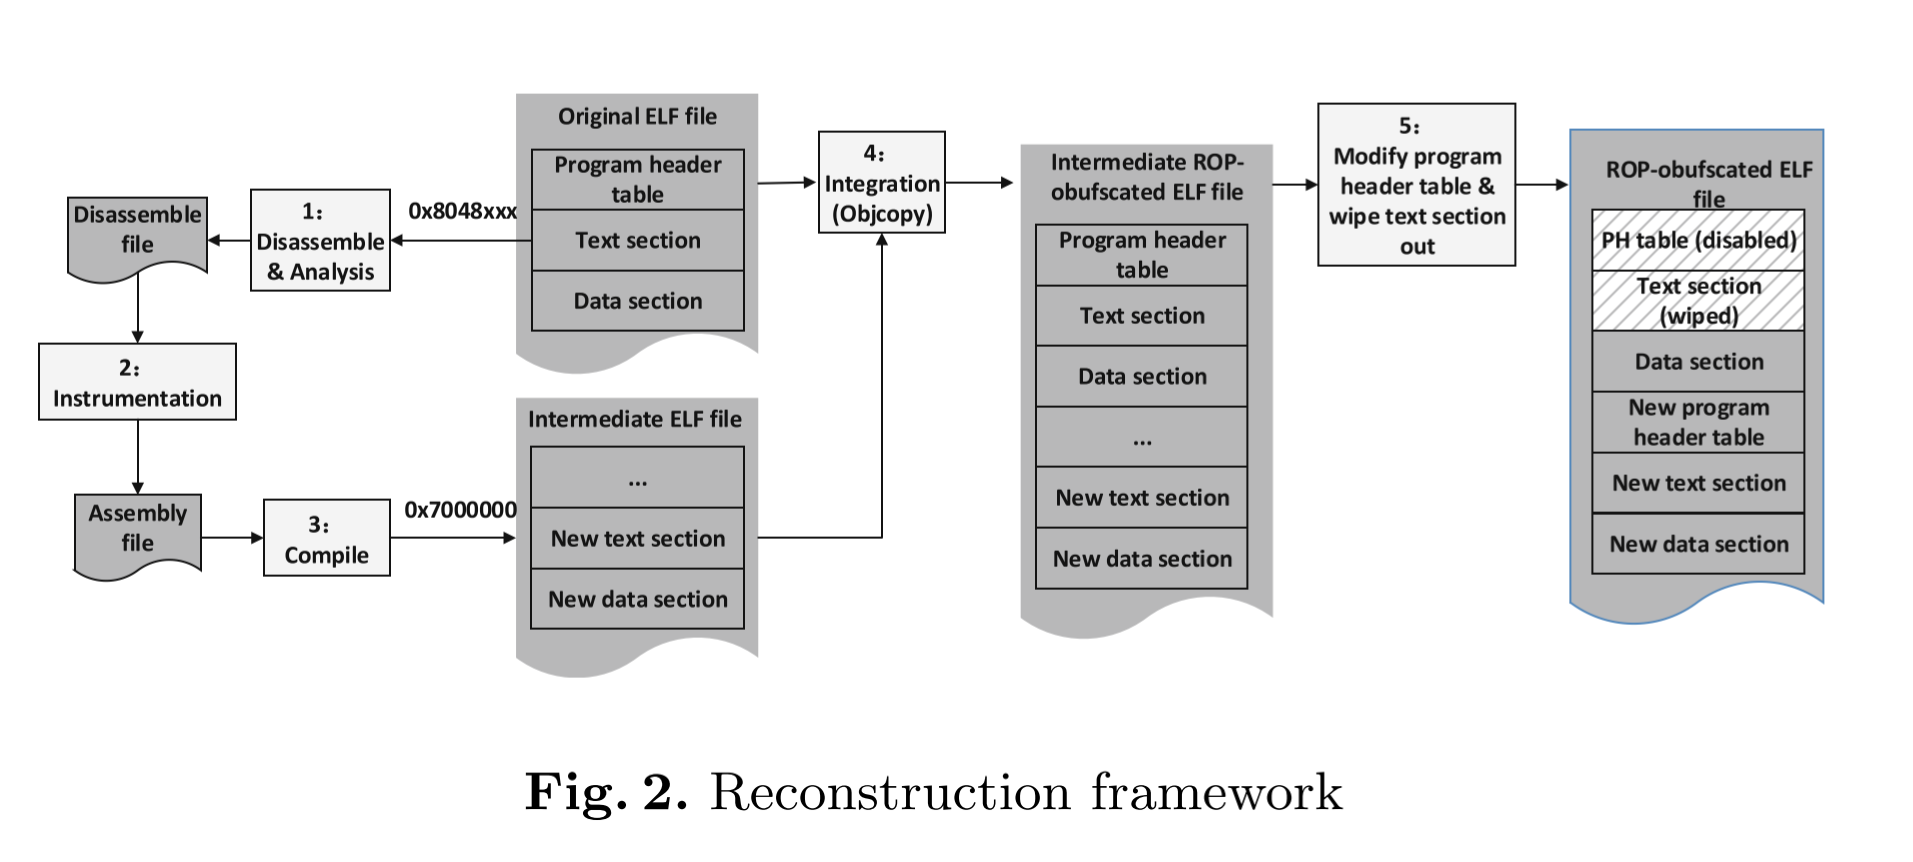 Original ELF file
Program header
table
Text section
Data section
0x8048xxx
1:
Disassemble
& Analysis
Disassemble
file
2:
Instrumentation
Assembly
file
3:
Compile
0x7000000
Intermediate ELF file
...
New text section
New data section
4:
Integration
(Objcopy)
Intermediate ROP-
obufscated ELF file
Program header
table
Text section
Data section
...
New text section
New data section
5:
Modify program
header table &
wipe text section
out
ROP-obufscated ELF
file
PH table (disabled)
Text section
(wiped)
Data section
New program
header table
New text section
New data section
Fig. 2. Reconstruction framework